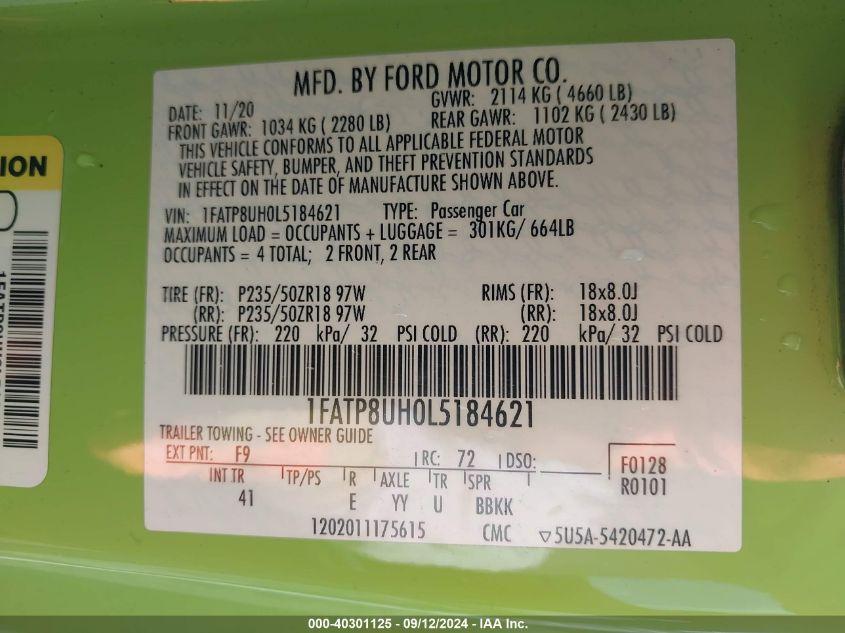 MFD. BY FORD MOTOR CO.
DATE: 11/20 GVWR: 2114 KG ( 4660 LB)
FRONT GAWR: 1034 KG ( 2280 LB) REAR GAWR: 1102 KG ( 2430 LB)
THIS VEHICLE CONFORMS TO ALL APPLICABLE FEDERAL MOTOR
VEHICLE SAFETY, BUMPER, AND THEFT PREVENTION STANDARDS
IN EFFECT ON THE DATE OF MANUFACTURE SHOWN ABOVE.
ION
VIN: 1FATP8UH0L5184621 TYPE: Passenger Car
MAXIMUM LOAD = OCCUPANTS + LUGGAGE = 301KG/ 664LB
OCCUPANTS = 4 TOTAL; 2 FRONT, 2 REAR
TIRE (FR): P235/50ZR18 97W RIMS (FR): 18x8.0J
(RR): P235/50ZR18 97W (RR): 18x8.0J
PRESSURE (FR): 220 kPa/ 32 PSI COLD (RR): 220 kPa/ 32 PSI COLD
1FATP8UH0L5184621
TRAILER TOWING - SEE OWNER GUIDE
EXT PNT: F9 RC: 72 DSO: F0128
INT TR TP/PS R AXLE TR SPR R0101
41 E YY U BBKK
1202011175615 CMC ▽5U5A-5420472-AA
000-40301125 - 09/12/2024 - IAA Inc.